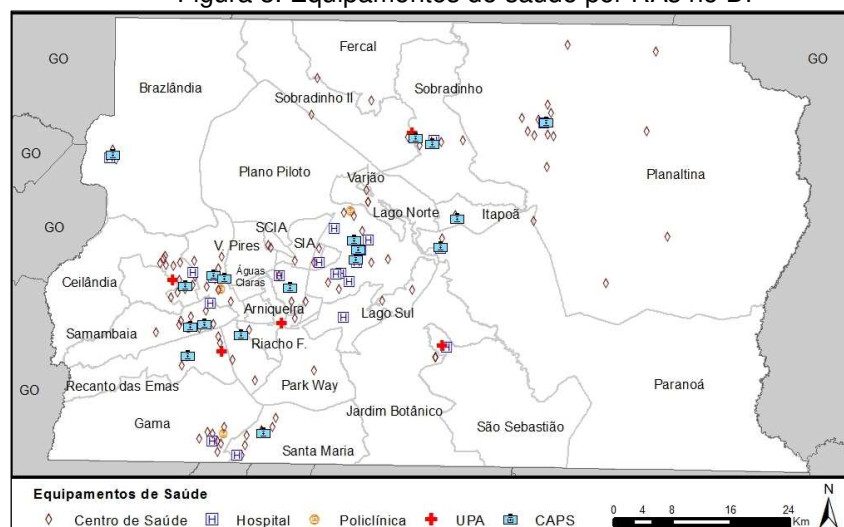 Figura 3. Equipamentos de saúde por RAs no DF
Fercal
GO
GO
Brazlândia
Sobradinho II
Sobradinho
GO
Plano Piloto
Varjão
Planaltina
GO
Lago Norte
Itapoã
SCIA
V. Pires
SIA
Ceilândia
Águas
Claras
Arniqueira
Lago Sul
Samambaia
Riacho F.
GO
Recanto das Emas
Park Way
Paranoá
Jardim Botânico
Gama
São Sebastião
Santa Maria
Equipamentos de Saúde
Centro de Saúde
Hospital
Policlínica
UPA
CAPS
0 4 8 16 24
Km
N